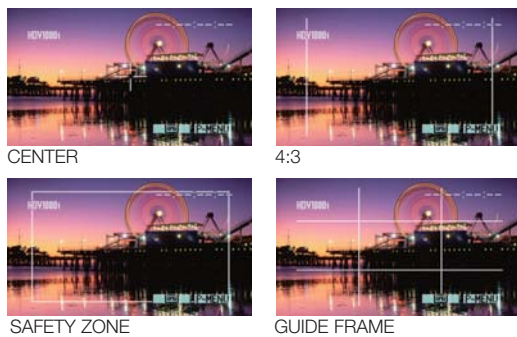 HDV1080i --:--:--
P-MENU
CENTER
HDV1080i --:--:--
P-MENU
4:3
HDV1080i --:--:--
P-MENU
SAFETY ZONE
HDV1080i --:--:--
P-MENU
GUIDE FRAME